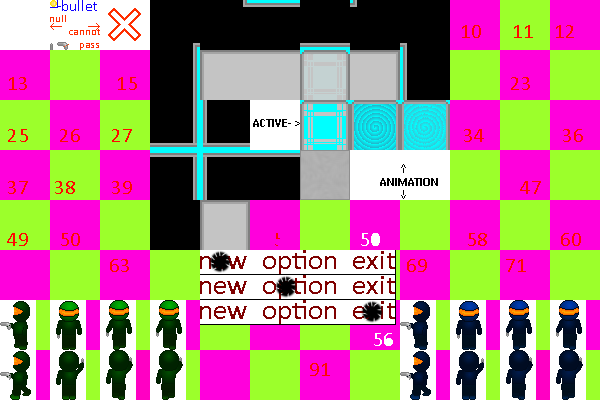 -bullet
null
cannot
pass
10 11 12
13 15 23
ACTIVE- >
25 26 27 34 36
ANIMATION
37 38 39 47
49 50 5 50 58 60
new option exit
63 69 71
new option exit
new option exit
56
91